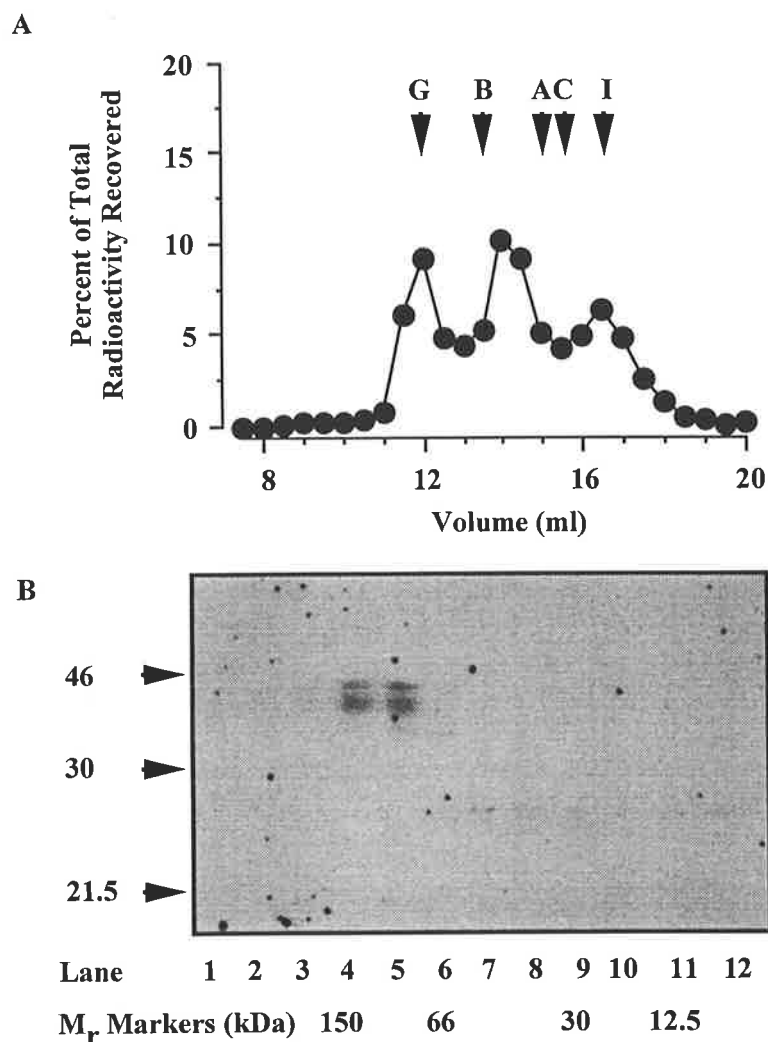 A
Percent of Total
Radioactivity Recovered
20
15
10
5
0
G B A C I
8 12 16 20
Volume (ml)
B
46
30
21.5
Lane 1 2 3 4 5 6 7 8 9 10 11 12
Mr Markers (kDa) 150 66 30 12.5